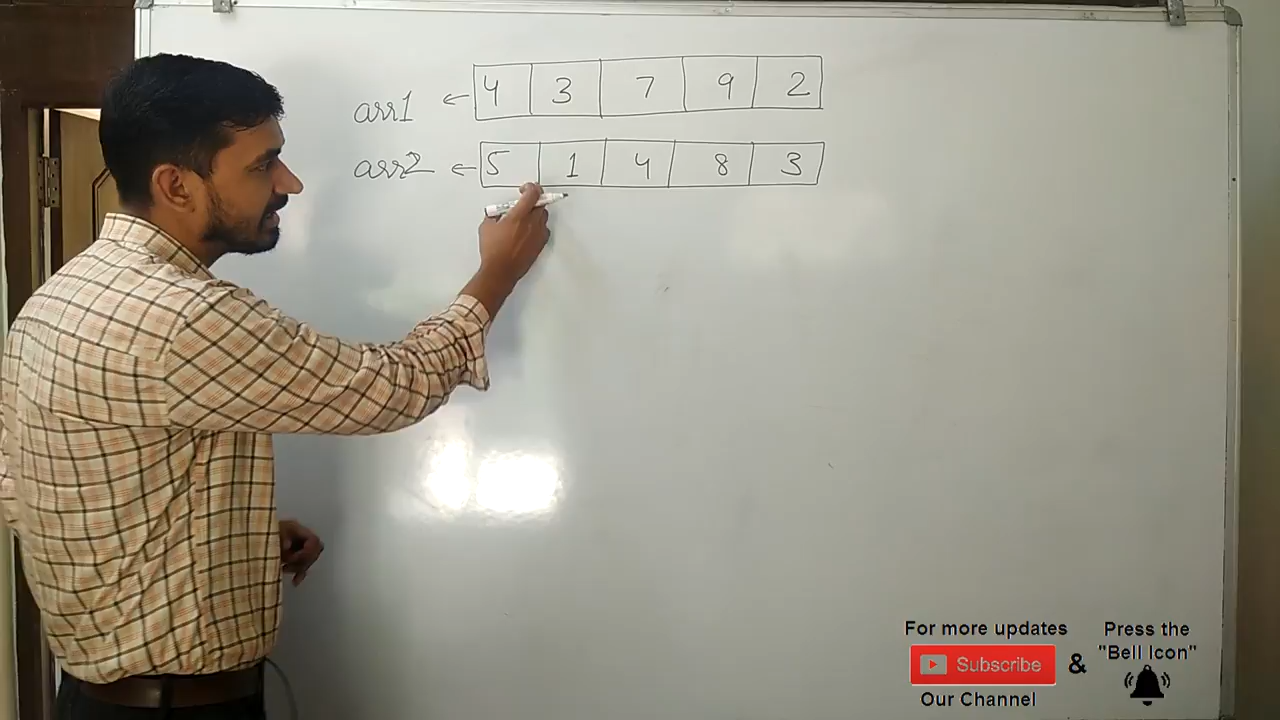 arr1 ← 4 3 7 9 2
arr2 ← 5 1 4 8 3
For more updates
Subscribe
Our Channel
&
Press the
"Bell Icon"